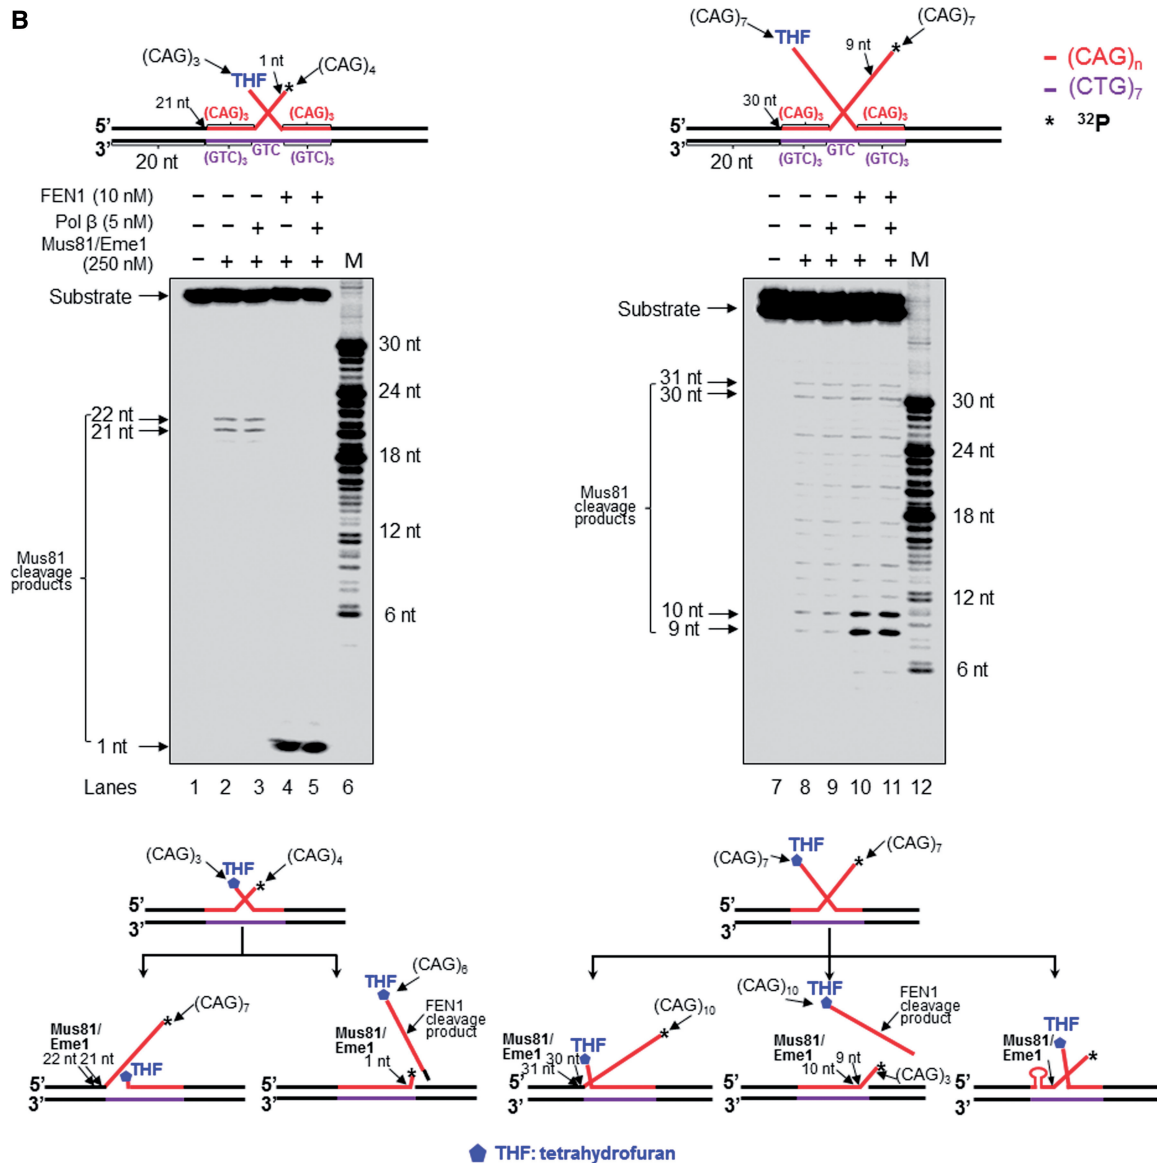 B
(CAG)3
THF
1 nt
*
(CAG)4
21 nt
(CAG)3
(CAG)3
5’
3’
20 nt
(GTC)3
GTC
(GTC)3
(CAG)7
THF
9 nt
*
(CAG)7
30 nt
(CAG)3
(CAG)3
5’
3’
20 nt
(GTC)3
GTC
(GTC)3
(CAG)n
(CTG)7
* 32P
FEN1 (10 nM) – – – + +
Pol β (5 nM) – – + – +
Mus81/Eme1
(250 nM) – + + + + M
– – – + +
– – + – +
– + + + + M
Substrate
30 nt
24 nt
22 nt
21 nt
18 nt
12 nt
Mus81
cleavage
products
6 nt
1 nt
Lanes 1 2 3 4 5 6
Substrate
31 nt
30 nt
30 nt
24 nt
Mus81
cleavage
products
18 nt
12 nt
10 nt
9 nt
6 nt
7 8 9 10 11 12
(CAG)3
THF
*
(CAG)4
5’
3’
(CAG)7
*
Mus81/
Eme1
22 nt 21 nt
THF
5’
3’
THF
(CAG)6
FEN1
cleavage
product
Mus81/
Eme1
1 nt
*
5’
3’
THF
(CAG)7
*
(CAG)7
5’
3’
(CAG)10
*
Mus81/
Eme1
THF
30 nt
31 nt
5’
3’
(CAG)10
THF
FEN1
cleavage
product
Mus81/
Eme1
9 nt
10 nt
*
(CAG)3
5’
3’
THF
Mus81/
Eme1
*
5’
3’
THF: tetrahydrofuran